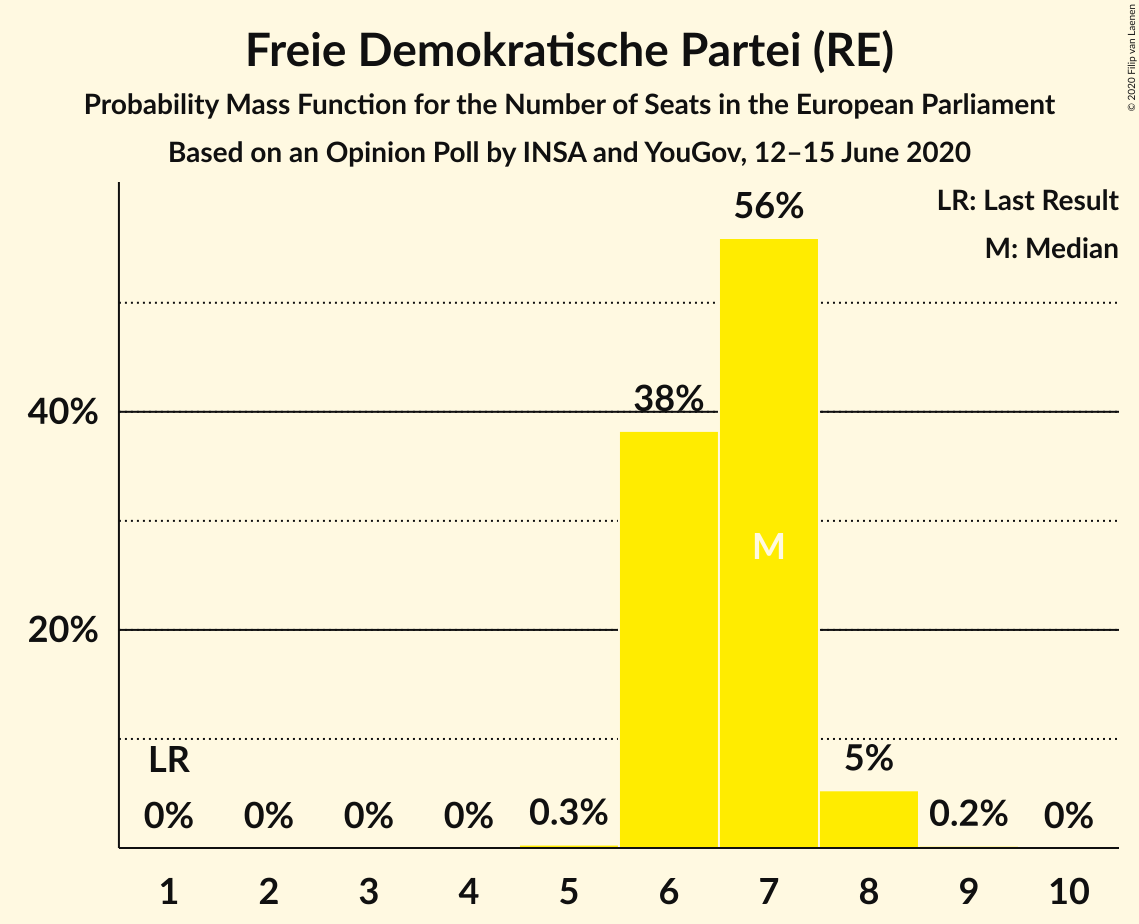 Freie Demokratische Partei (RE)
Probability Mass Function for the Number of Seats in the European Parliament
Based on an Opinion Poll by INSA and YouGov, 12–15 June 2020
© 2020 Filip van Laenen
LR: Last Result
M: Median
56%
40%
38%
M
20%
LR
5%
0% 0% 0% 0% 0.3% 0.2% 0%
1 2 3 4 5 6 7 8 9 10